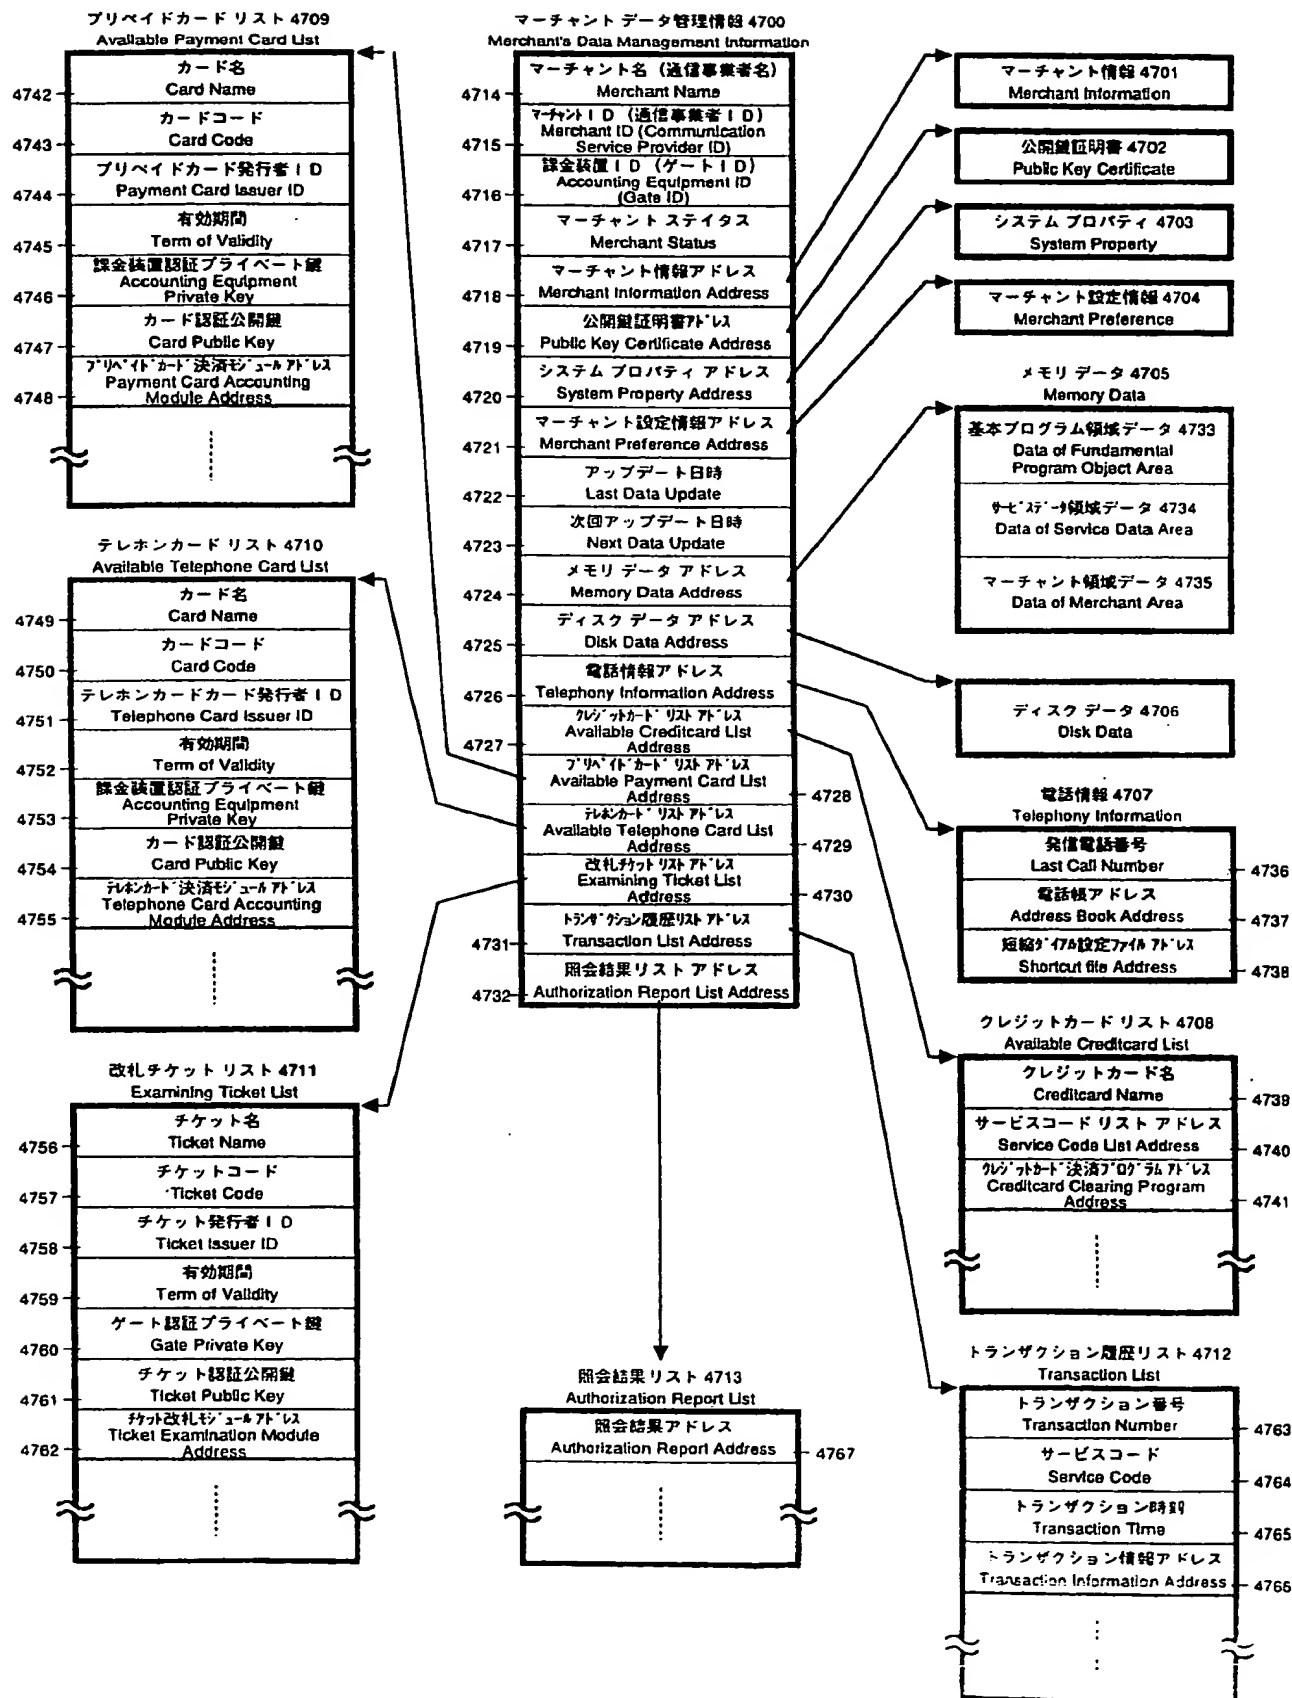 プリペイドカード リスト 4709
Available Payment Card List
カード名
Card Name
4742
カードコード
Card Code
4743
プリペイドカード発行者ID
Payment Card Issuer ID
4744
有効期間
Term of Validity
4745
課金装置認証プライベート鍵
Accounting Equipment
Private Key
4746
カード認証公開鍵
Card Public Key
4747
プリペイドカード決済モジュールアドレス
Payment Card Accounting
Module Address
4748
テレホンカード リスト 4710
Available Telephone Card List
カード名
Card Name
4749
カードコード
Card Code
4750
テレホンカードカード発行者ID
Telephone Card Issuer ID
4751
有効期間
Term of Validity
4752
課金装置認証プライベート鍵
Accounting Equipment
Private Key
4753
カード認証公開鍵
Card Public Key
4754
テレホンカード決済モジュールアドレス
Telephone Card Accounting
Module Address
4755
改札チケット リスト 4711
Examining Ticket List
チケット名
Ticket Name
4756
チケットコード
Ticket Code
4757
チケット発行者ID
Ticket Issuer ID
4758
有効期間
Term of Validity
4759
ゲート認証プライベート鍵
Gate Private Key
4760
チケット認証公開鍵
Ticket Public Key
4761
チケット改札モジュールアドレス
Ticket Examination Module
Address
4762
マーチャント データ管理情報 4700
Merchant's Data Management Information
マーチャント名(通信事業者名)
Merchant Name
4714
マーチャントID(通信事業者ID)
Merchant ID (Communication
Service Provider ID)
4715
課金装置ID(ゲートID)
Accounting Equipment ID
(Gate ID)
4716
マーチャント ステイタス
Merchant Status
4717
マーチャント情報アドレス
Merchant Information Address
4718
公開鍵証明書アドレス
Public Key Certificate Address
4719
システム プロパティ アドレス
System Property Address
4720
マーチャント設定情報アドレス
Merchant Preference Address
4721
アップデート日時
Last Data Update
4722
次回アップデート日時
Next Data Update
4723
メモリ データ アドレス
Memory Data Address
4724
ディスク データ アドレス
Disk Data Address
4725
電話情報アドレス
Telephony Information Address
4726
クレジットカード リスト アドレス
Available Creditcard List
Address
4727
プリペイドカード リスト アドレス
Available Payment Card List
Address
4728
テレホンカード リスト アドレス
Available Telephone Card List
Address
4729
改札チケット リスト アドレス
Examining Ticket List
Address
4730
トランザクション履歴リスト アドレス
Transaction List Address
4731
照会結果リスト アドレス
Authorization Report List Address
4732
照会結果リスト 4713
Authorization Report List
照会結果アドレス
Authorization Report Address
4767
マーチャント情報 4701
Merchant Information
公開鍵証明書 4702
Public Key Certificate
システム プロパティ 4703
System Property
マーチャント設定情報 4704
Merchant Preference
メモリ データ 4705
Memory Data
基本プログラム領域データ 4733
Data of Fundamental
Program Object Area
サービスデータ領域データ 4734
Data of Service Data Area
マーチャント領域データ 4735
Data of Merchant Area
ディスク データ 4706
Disk Data
電話情報 4707
Telephony Information
発信電話番号
Last Call Number
4736
電話帳アドレス
Address Book Address
4737
短縮ダイアル設定ファイル アドレス
Shortcut file Address
4738
クレジットカード リスト 4708
Available Creditcard List
クレジットカード名
Creditcard Name
4739
サービスコード リスト アドレス
Service Code List Address
4740
クレジットカード決済プログラム アドレス
Creditcard Clearing Program
Address
4741
トランザクション履歴リスト 4712
Transaction List
トランザクション番号
Transaction Number
4763
サービスコード
Service Code
4764
トランザクション時刻
Transaction Time
4765
トランザクション情報アドレス
Transaction Information Address
4766